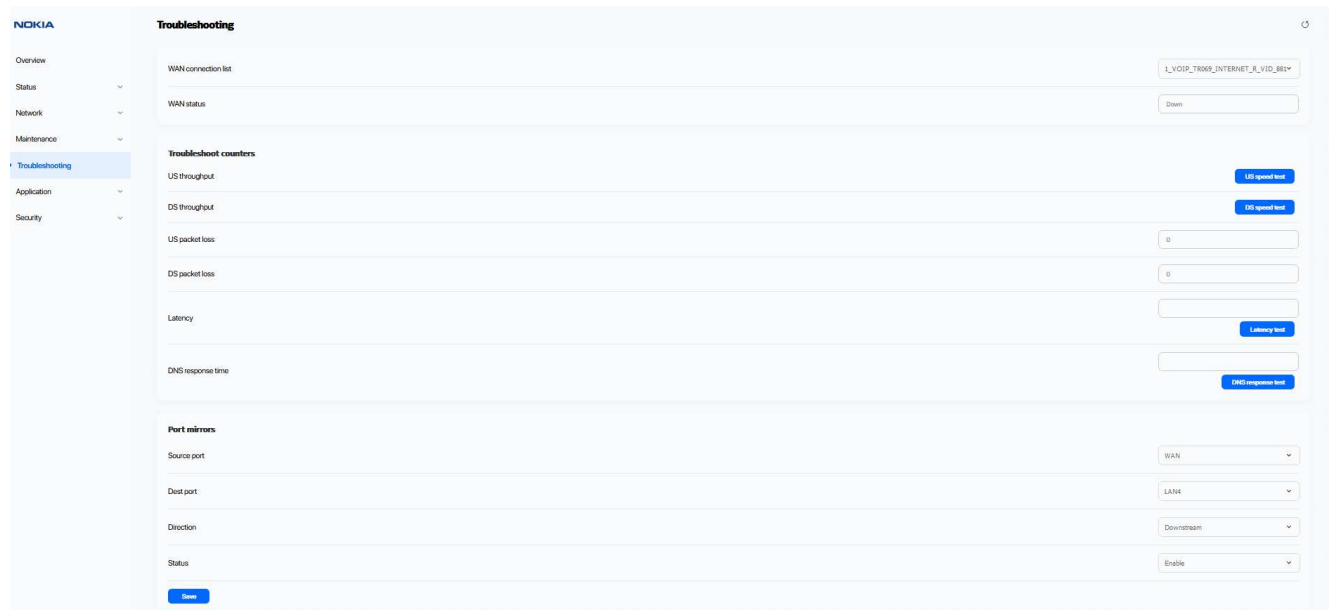 NOKIA
Overview
Status
Network
Maintenance
Troubleshooting
Application
Security
Troubleshooting
WAN connection list
1_VOIP_TR069_INTERNET_R_VID_881
WAN status
Down
Troubleshoot counters
US throughput
US speed test
DS throughput
DS speed test
US packet loss
0
DS packet loss
0
Latency
Latency test
DNS response time
DNS response test
Port mirrors
Source port
WAN
Dest port
LAN4
Direction
Downstream
Status
Enable
Save